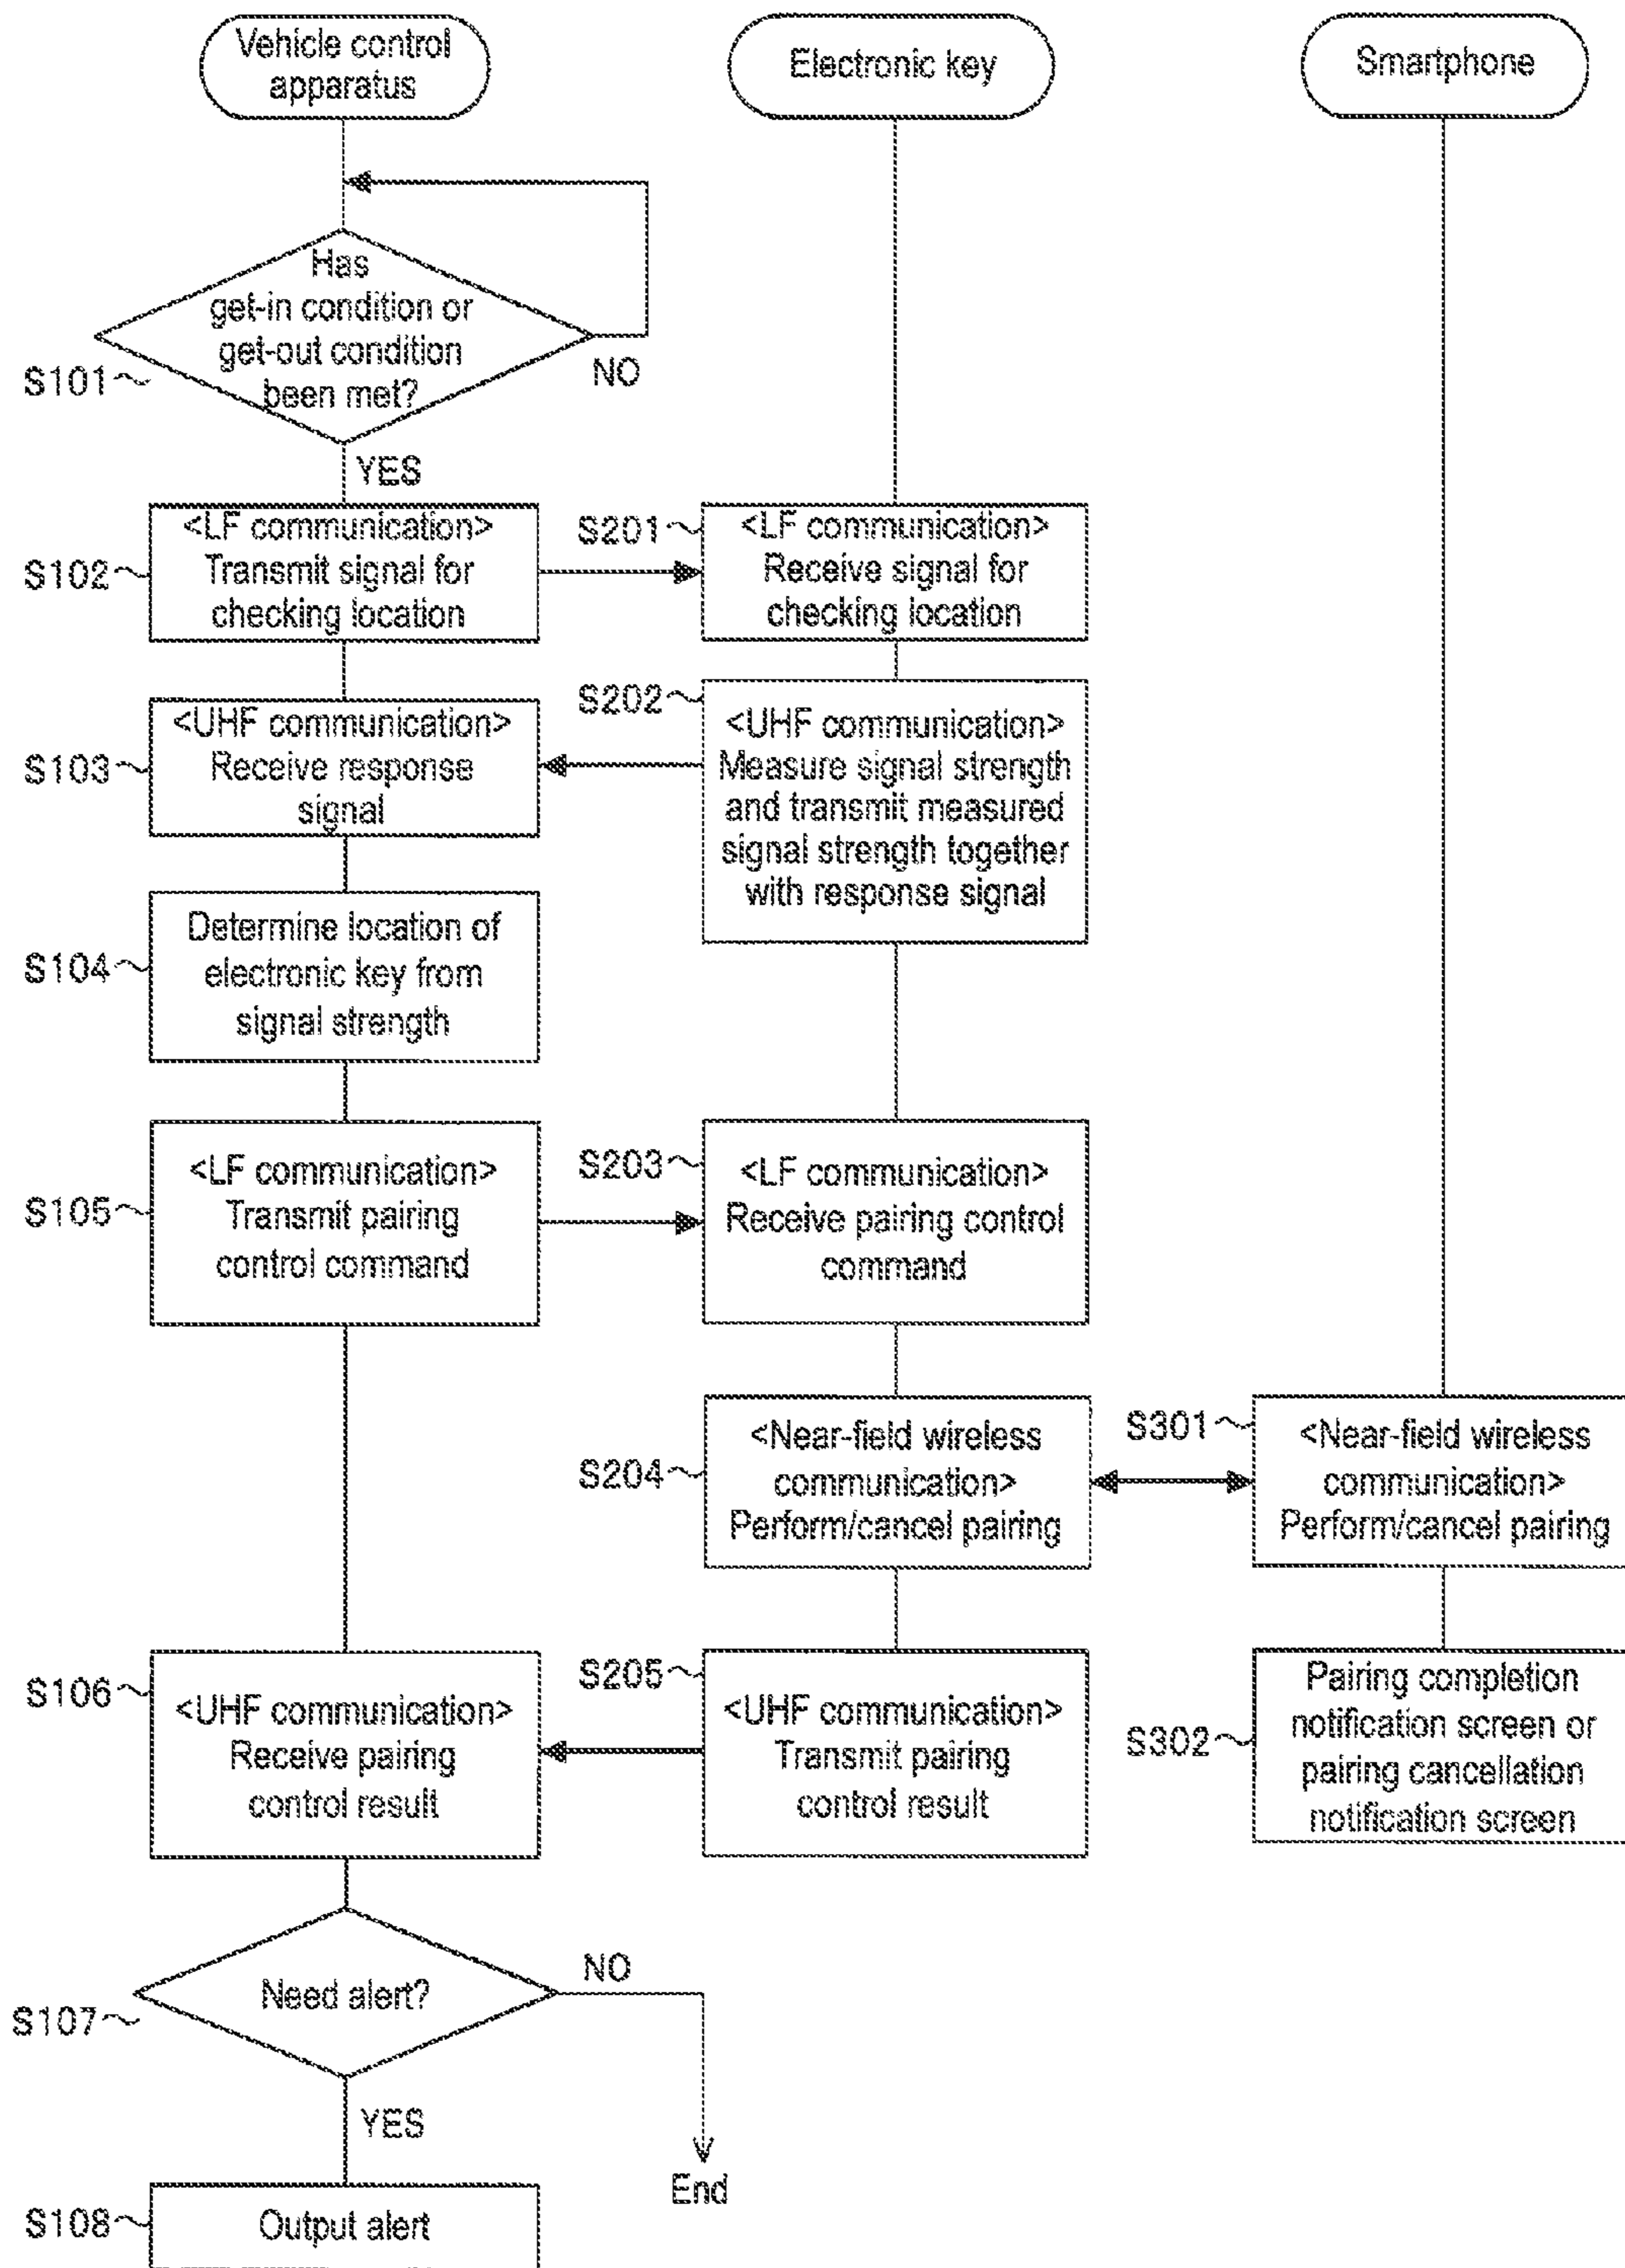 Vehicle control
apparatus
Electronic key
Smartphone
Has
get-in condition or
get-out condition
been met?
S101
NO
YES
<LF communication>
Transmit signal for
checking location
S102
S201
<LF communication>
Receive signal for
checking location
<UHF communication>
Receive response
signal
S103
S202
<UHF communication>
Measure signal strength
and transmit measured
signal strength together
with response signal
Determine location of
electronic key from
signal strength
S104
<LF communication>
Transmit pairing
control command
S105
S203
<LF communication>
Receive pairing control
command
<Near-field wireless
communication>
Perform/cancel pairing
S204
S301
<Near-field wireless
communication>
Perform/cancel pairing
S106
<UHF communication>
Receive pairing
control result
S205
<UHF communication>
Transmit pairing
control result
S302
Pairing completion
notification screen or
pairing cancellation
notification screen
Need alert?
S107
NO
YES
End
S108
Output alert